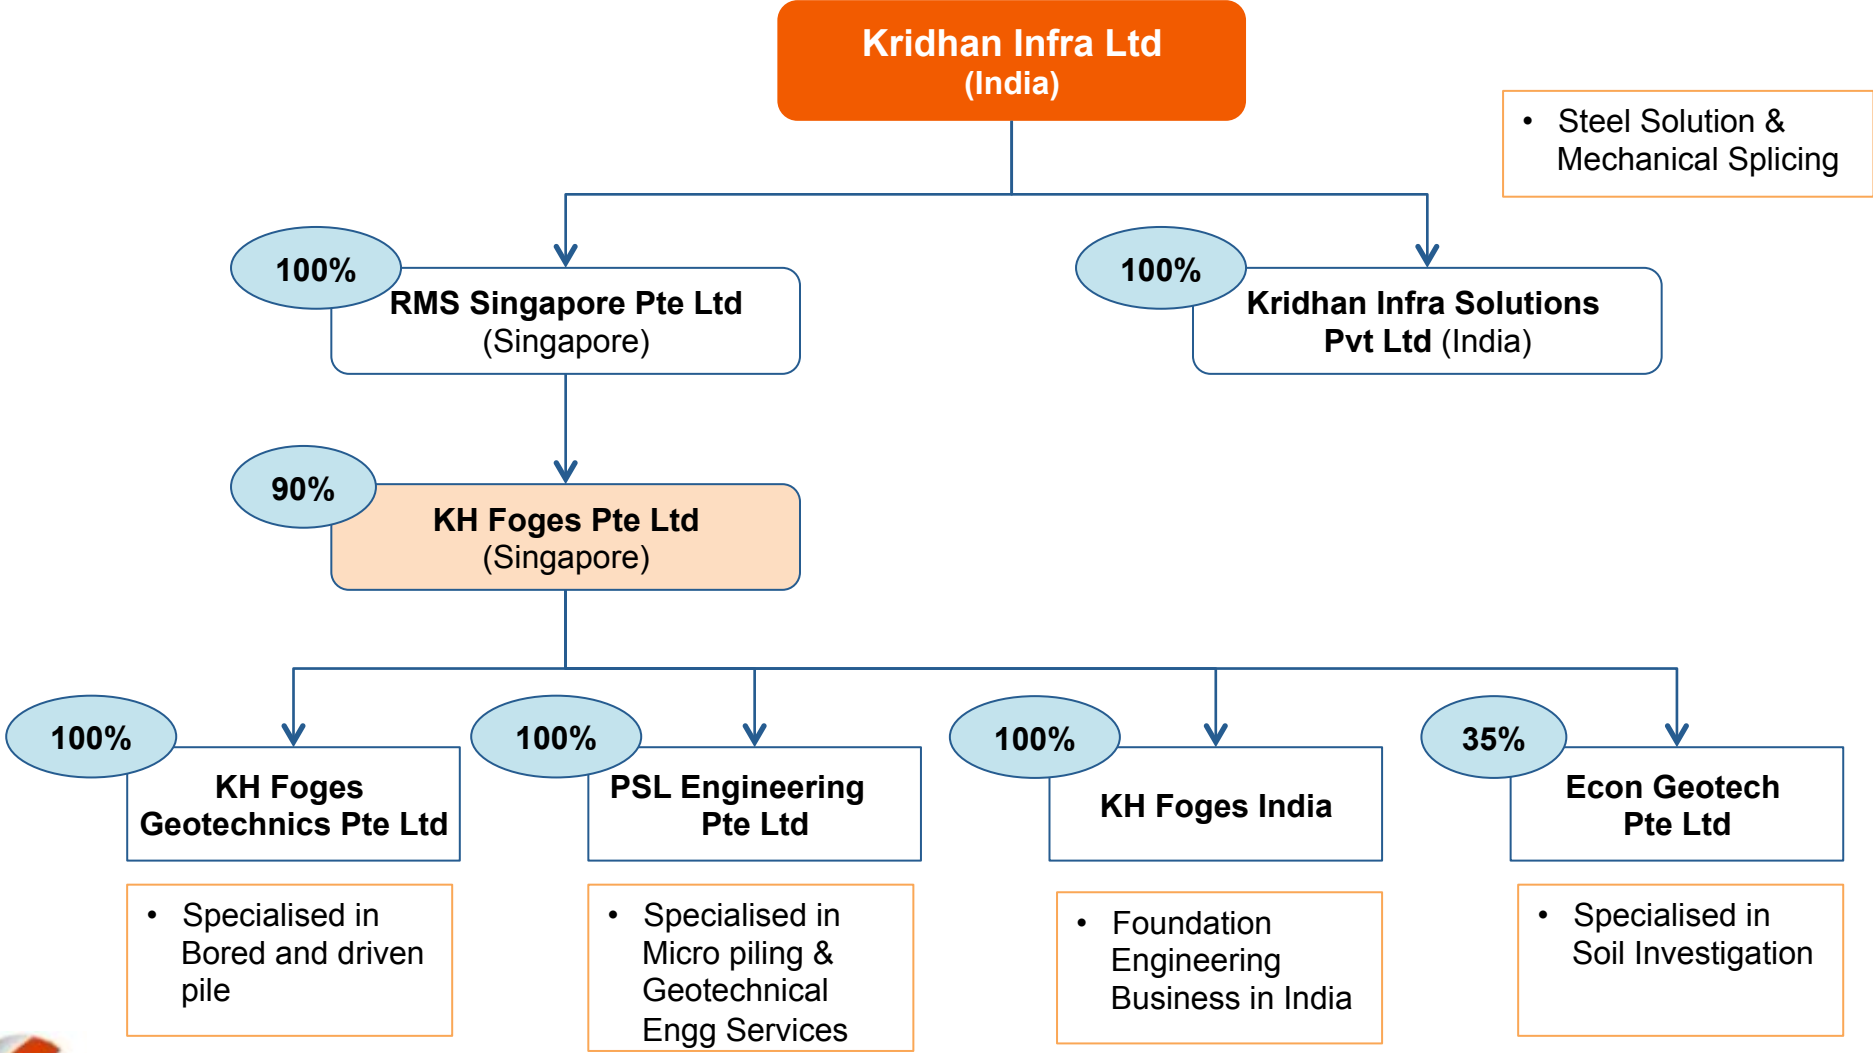 Kridhan Infra Ltd
(India)
• Steel Solution &
Mechanical Splicing
100%
RMS Singapore Pte Ltd
(Singapore)
100%
Kridhan Infra Solutions
Pvt Ltd (India)
90%
KH Foges Pte Ltd
(Singapore)
100%
KH Foges
Geotechnics Pte Ltd
100%
PSL Engineering
Pte Ltd
100%
KH Foges India
35%
Econ Geotech
Pte Ltd
• Specialised in
Bored and driven
pile
• Specialised in
Micro piling &
Geotechnical
Engg Services
• Foundation
Engineering
Business in India
• Specialised in
Soil Investigation